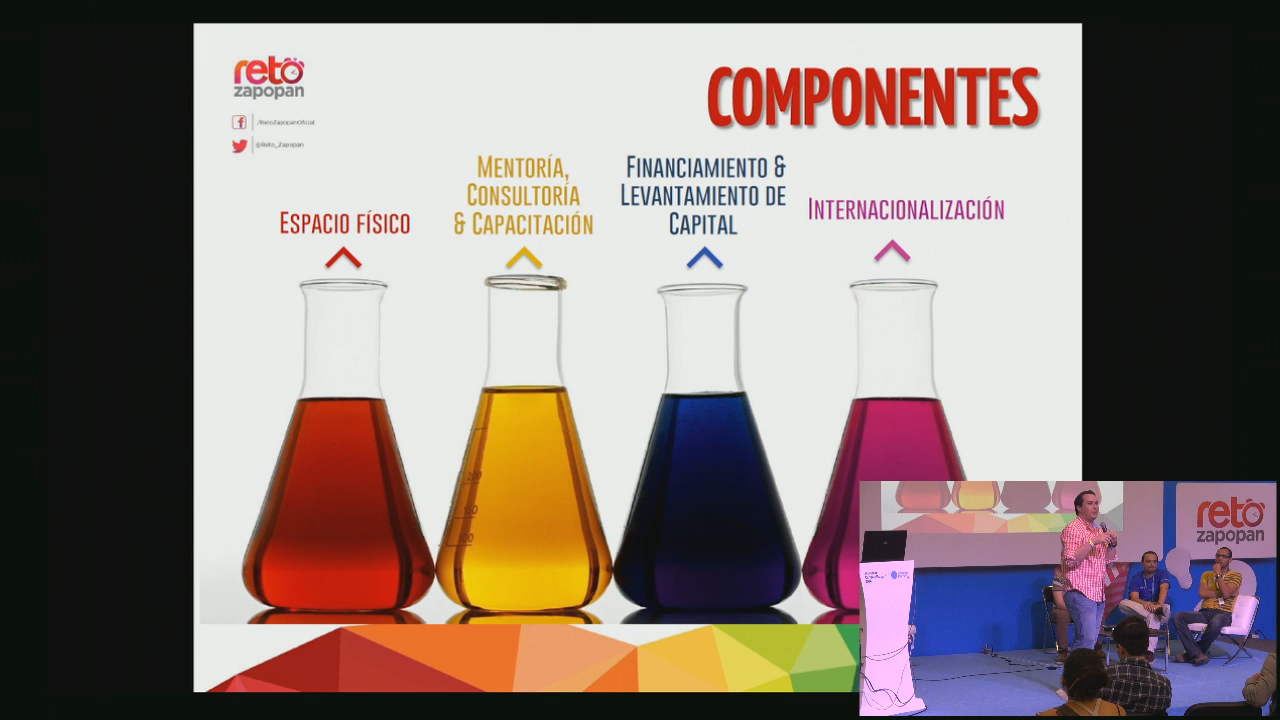 reto
zapopan
/RetoZapopanOficial
@Reto_Zapopan
COMPONENTES
ESPACIO FÍSICO
MENTORÍA,
CONSULTORÍA
& CAPACITACIÓN
FINANCIAMIENTO &
LEVANTAMIENTO DE
CAPITAL
INTERNACIONALIZACIÓN
reto
zapopan